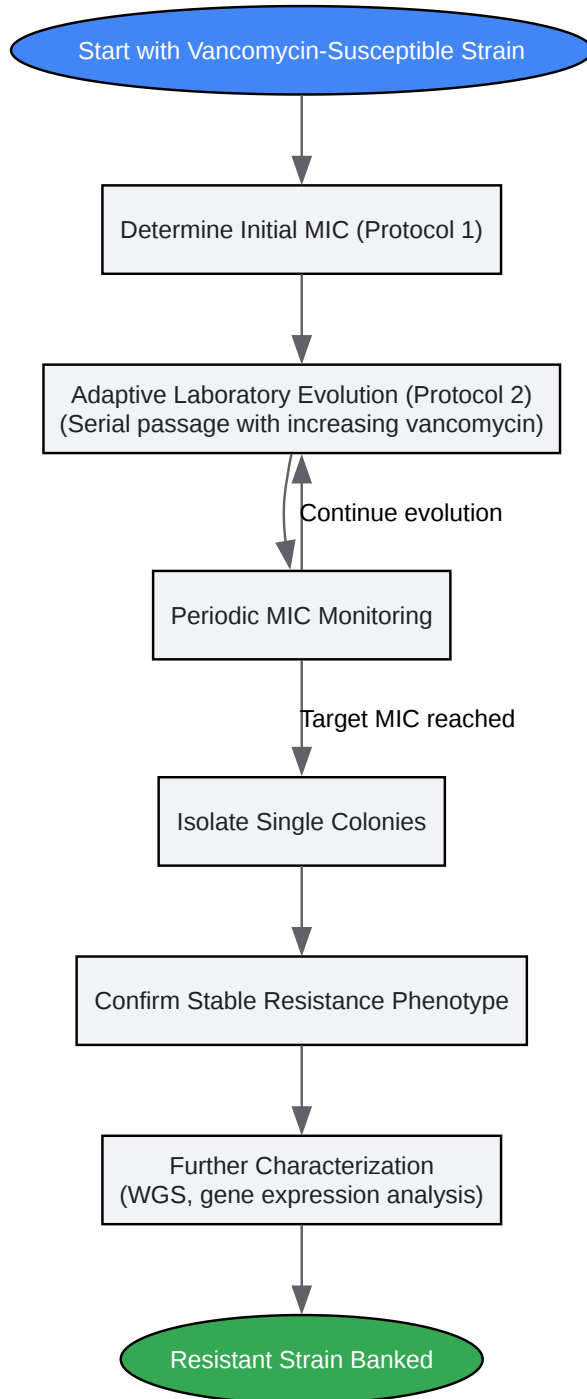 Start with Vancomycin-Susceptible Strain
Determine Initial MIC (Protocol 1)
Adaptive Laboratory Evolution (Protocol 2)
(Serial passage with increasing vancomycin)
Continue evolution
Periodic MIC Monitoring
Target MIC reached
Isolate Single Colonies
Confirm Stable Resistance Phenotype
Further Characterization
(WGS, gene expression analysis)
Resistant Strain Banked